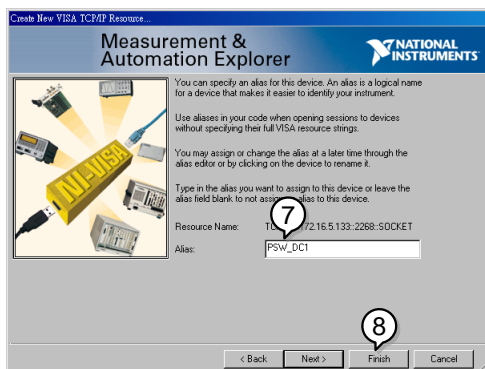 Create New VISA TCP/IP Resource...
Measurement &
Automation Explorer
NATIONAL
INSTRUMENTS
You can specify an alias for this device. An alias is a logical name
for a device that makes it easier to identify your instrument.
Use aliases in your code when opening sessions to devices
without specifying their full VISA resource strings.
You may assign or change the alias at a later time through the
alias editor or by clicking on the device to rename it.
Type in the alias you want to assign to this device or leave the
alias field blank to not assign alias to this device.
NI-VISA
7
Resource Name: 172.16.5.133::2268::SOCKET
Alias: PSW_DC1
8
< Back Next > Finish Cancel